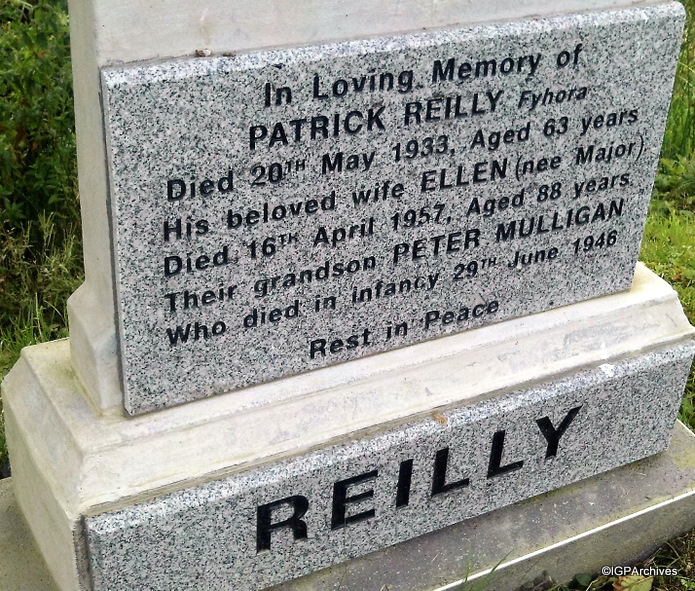 In Loving Memory of
PATRICK REILLY Fyhora
Died 20TH May 1933, Aged 63 years
His beloved wife ELLEN (nee Major)
Died 16TH April 1957, Aged 88 years
Their grandson PETER MULLIGAN
Who died in infancy 29TH June 1946
Rest in Peace
REILLY
©IGPArchives